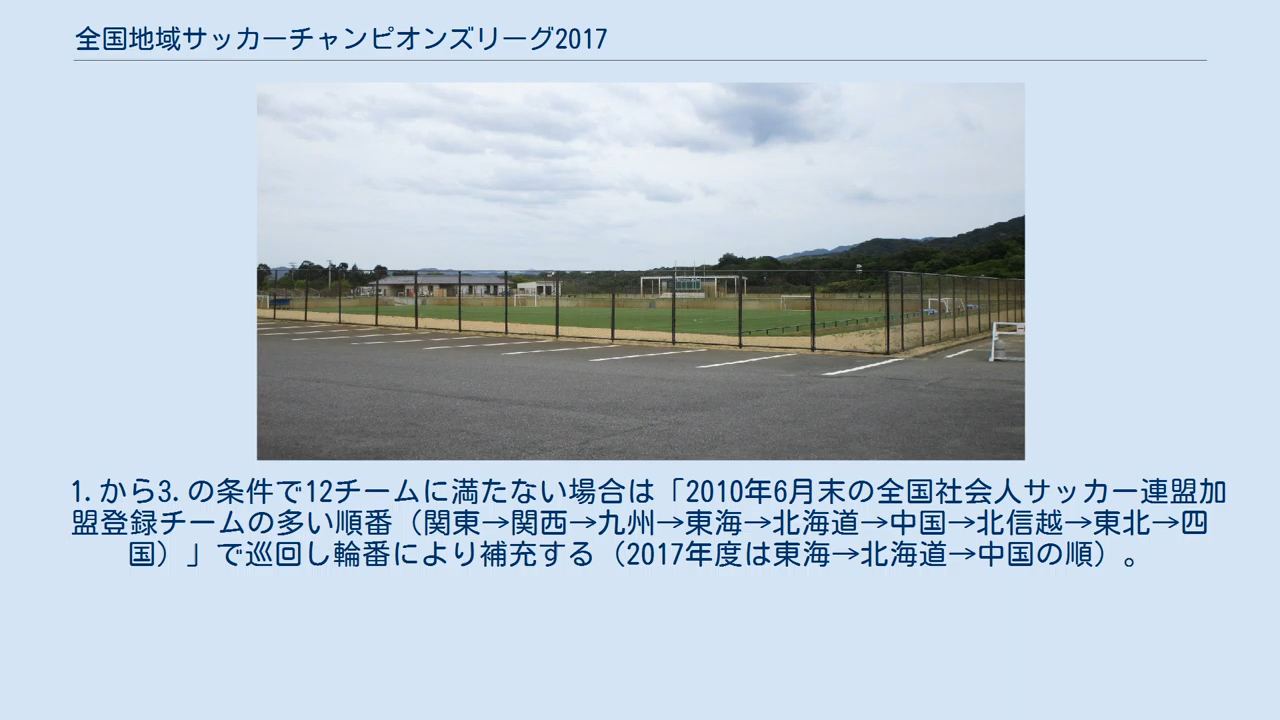 全国地域サッカーチャンピオンズリーグ2017
1.から3.の条件で12チームに満たない場合は「2010年6月末の全国社会人サッカー連盟加
盟登録チームの多い順番（関東→関西→九州→東海→北海道→中国→北信越→東北→四
国）」で巡回し輪番により補充する（2017年度は東海→北海道→中国の順）。